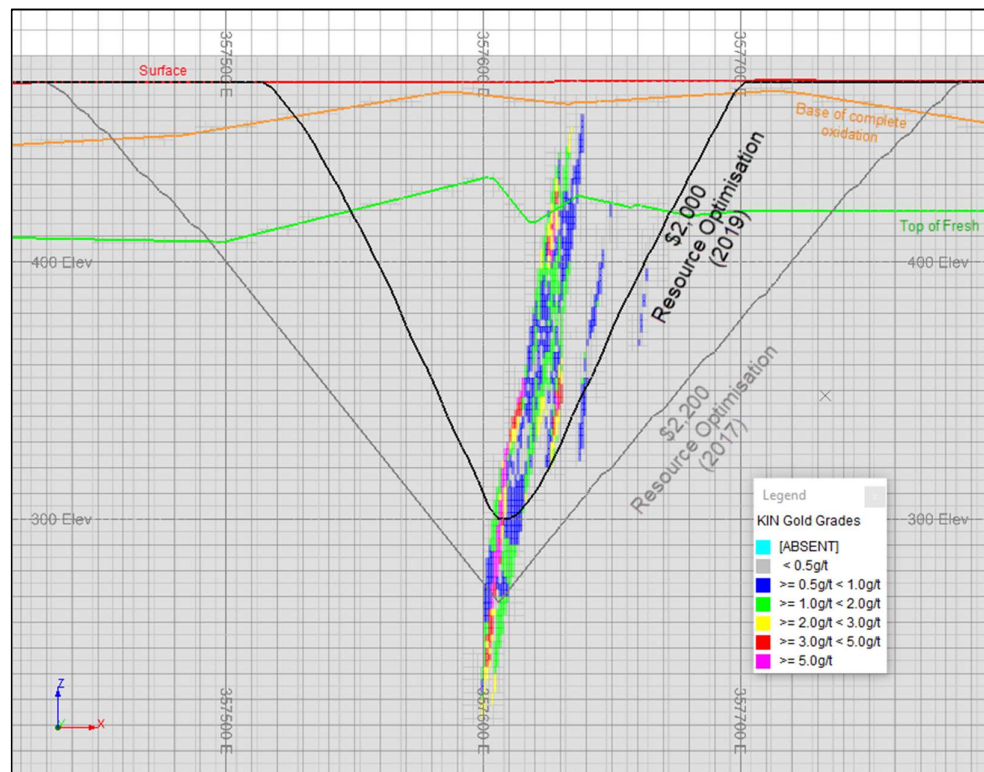 Surface
357500 E
357600 E
357700 E
Base of complete
oxidation
$2,000
Resource Optimisation
(2019)
Top of Fresh
400 Elev
400 Elev
$2,200
Resource Optimisation
(2017)
300 Elev
300 Elev
Legend
KIN Gold Grades
[ABSENT]
< 0.5g/t
>= 0.5g/t < 1.0g/t
>= 1.0g/t < 2.0g/t
>= 2.0g/t < 3.0g/t
>= 3.0g/t < 5.0g/t
>= 5.0g/t
Z
Y
X
357500 E
357600 E
357700 E